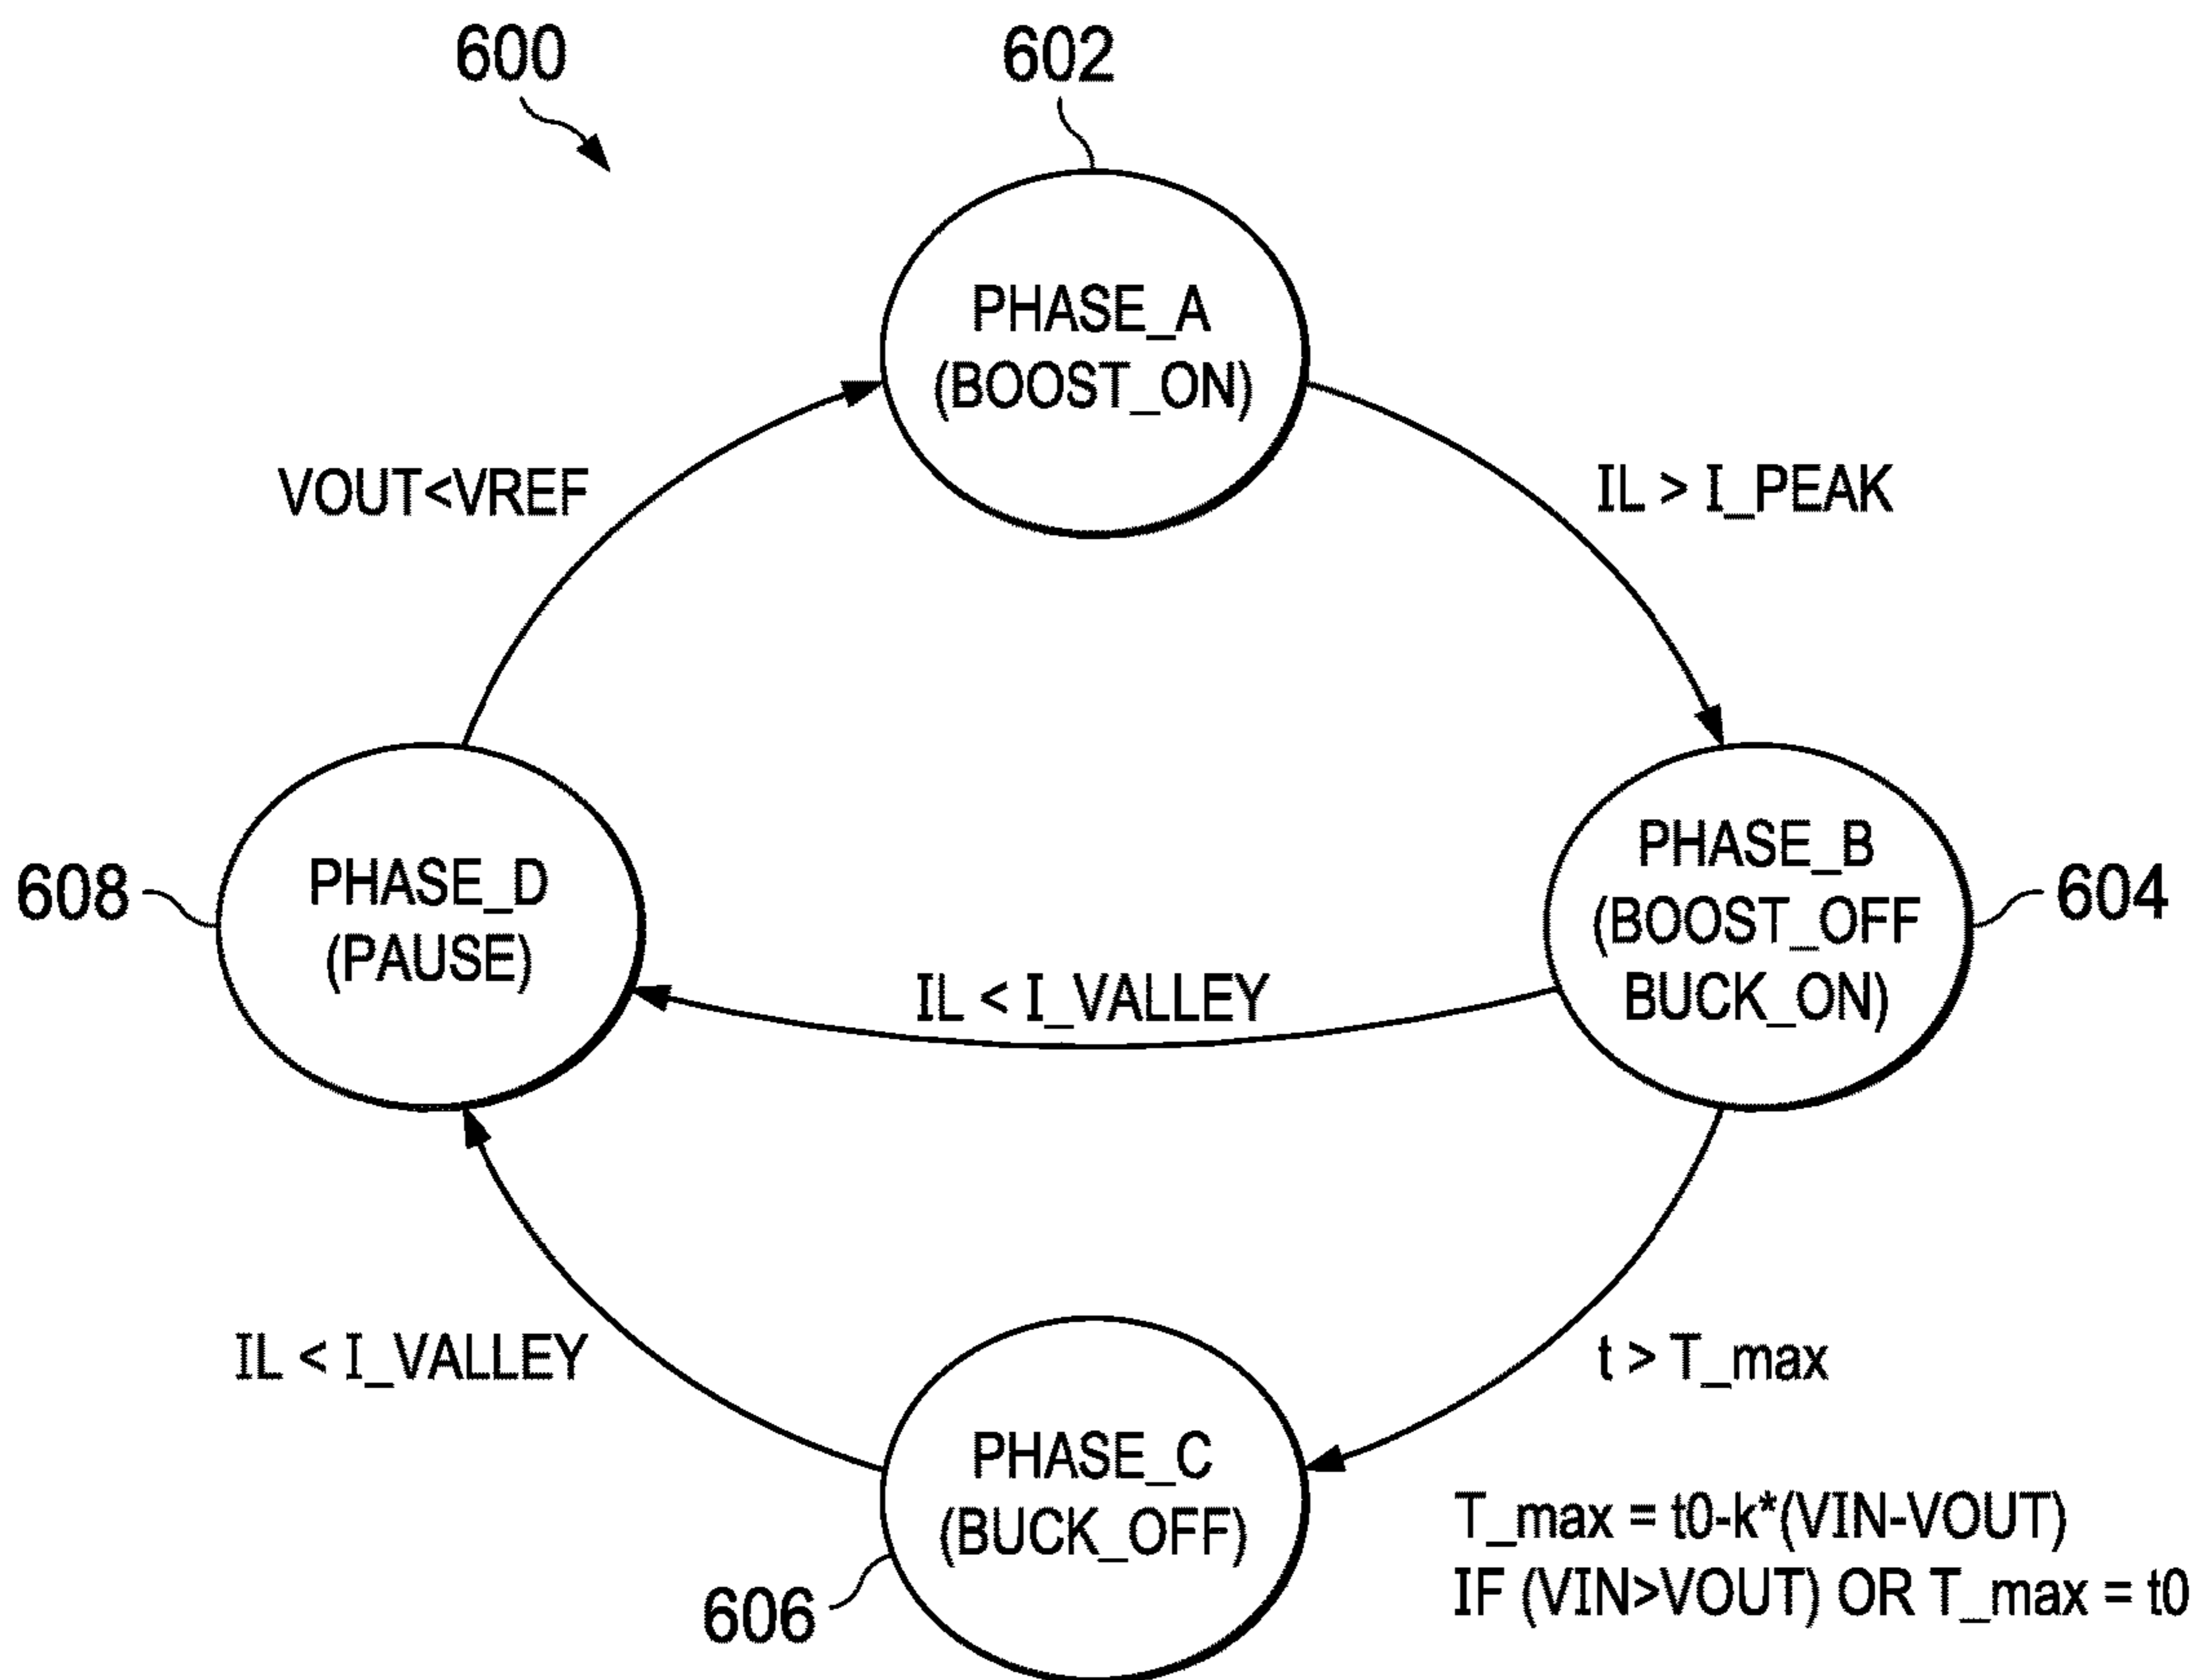 600
602
PHASE_A
(BOOST_ON)
VOUT<VREF
IL > I_PEAK
608
PHASE_D
(PAUSE)
PHASE_B
(BOOST_OFF
BUCK_ON)
604
IL < I_VALLEY
IL < I_VALLEY
t > T_max
PHASE_C
(BUCK_OFF)
606
T_max = t0-k*(VIN-VOUT)
IF (VIN>VOUT) OR T_max = t0